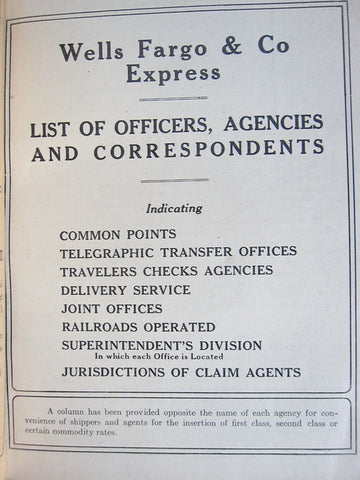 Wells Fargo & Co
Express
LIST OF OFFICERS, AGENCIES
AND CORRESPONDENTS
Indicating
COMMON POINTS
TELEGRAPHIC TRANSFER OFFICES
TRAVELERS CHECKS AGENCIES
DELIVERY SERVICE
JOINT OFFICES
RAILROADS OPERATED
SUPERINTENDENT'S DIVISION
In which each Office is Located
JURISDICTIONS OF CLAIM AGENTS
A column has been provided opposite the name of each agency for con-
venience of shippers and agents for the insertion of first class, second class or
certain commodity rates.